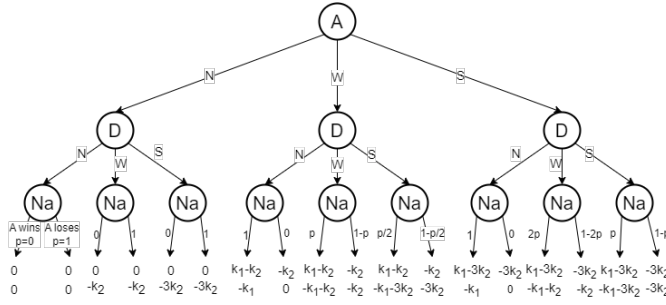 A
N W S
D D D
N W S N W S N W S
Na Na Na Na Na Na Na Na Na
A wins p=0 A loses p=1 0 1 0 1 1 0 p 1-p p/2 1-p/2 1 0 2p 1-2p p 1-p
0 0 0 0 0 0 k₁-k₂ -k₂ k₁-k₂ -k₂ k₁-k₂ -k₂ k₁-3k₂ -3k₂ k₁-3k₂ -3k₂ k₁-3k₂ -3k₂
0 0 -k₂ -k₂ -3k₂ -3k₂ -k₁ 0 -k₁-k₂ -k₂ -k₁-3k₂ -3k₂ -k₁ 0 -k₁-k₂ -k₂ -k₁-3k₂ -3k₂